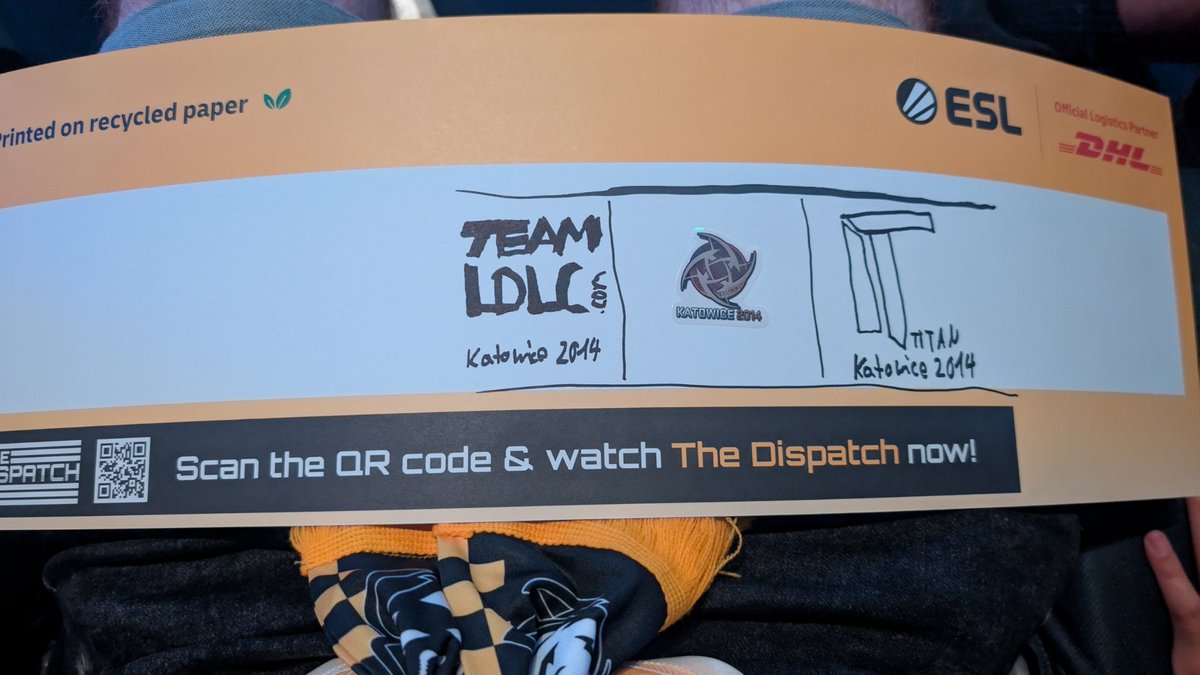 Printed on recycled paper
ESL
Official Logistics Partner
DHL
TEAM
LDLC
.com
Katowice 2014
KATOWICE 2014
TITAN
Katowice 2014
Scan the QR code & watch The Dispatch now!